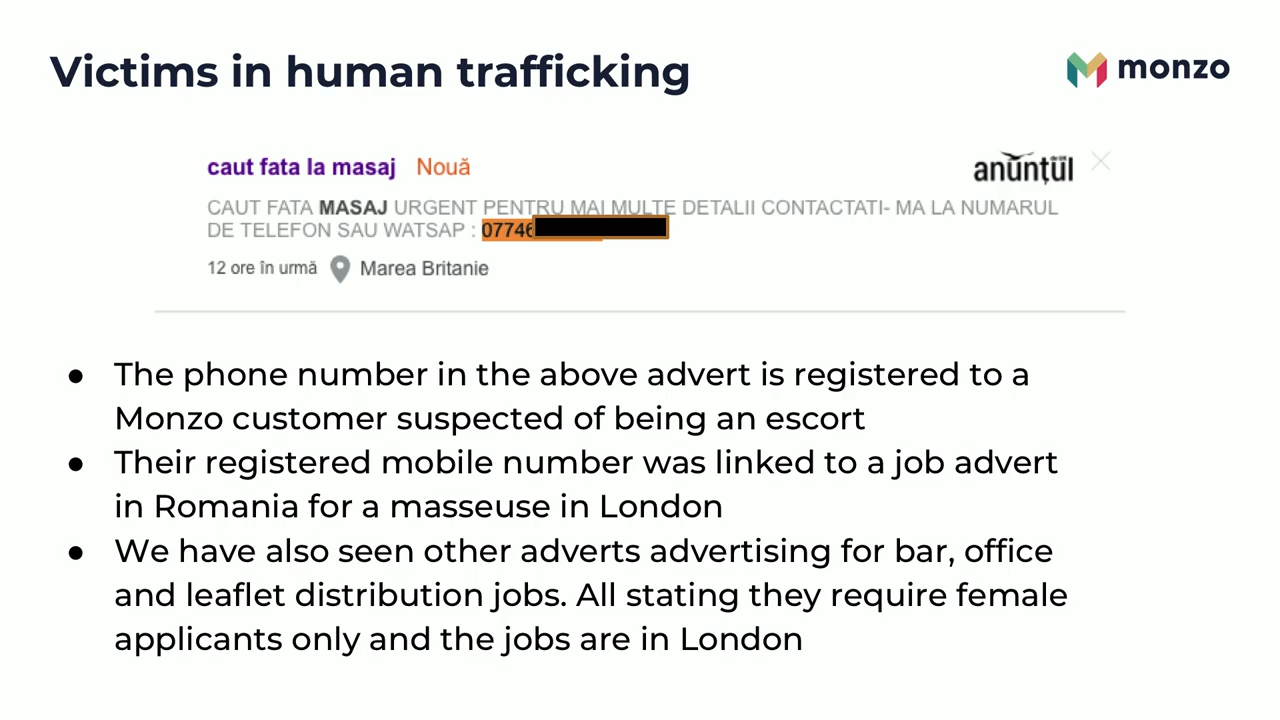 Victims in human trafficking
monzo
caut fata la masaj Nouă
anunțul
CAUT FATA MASAJ URGENT PENTRU MAI MULTE DETALII CONTACTATI- MA LA NUMARUL
DE TELEFON SAU WATSAP : 07746
12 ore în urmă Marea Britanie
● The phone number in the above advert is registered to a
Monzo customer suspected of being an escort
● Their registered mobile number was linked to a job advert
in Romania for a masseuse in London
● We have also seen other adverts advertising for bar, office
and leaflet distribution jobs. All stating they require female
applicants only and the jobs are in London